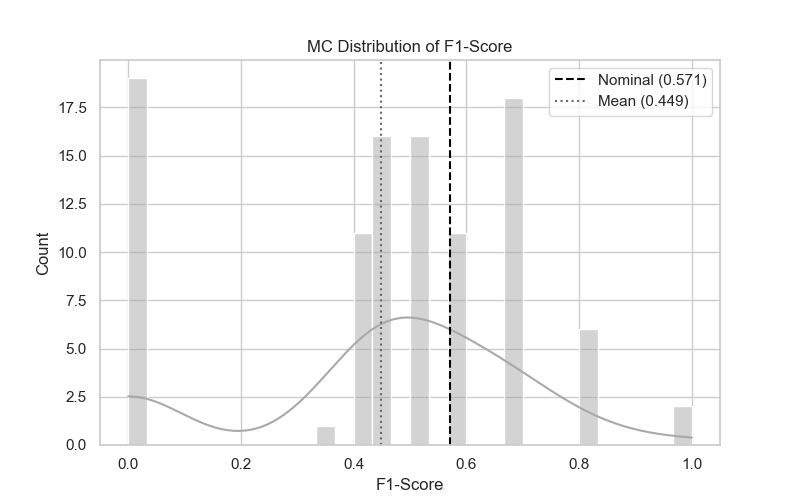 MC Distribution of F1-Score
Nominal (0.571)
Mean (0.449)
Count
17.5
15.0
12.5
10.0
7.5
5.0
2.5
0.0
0.0 0.2 0.4 0.6 0.8 1.0
F1-Score